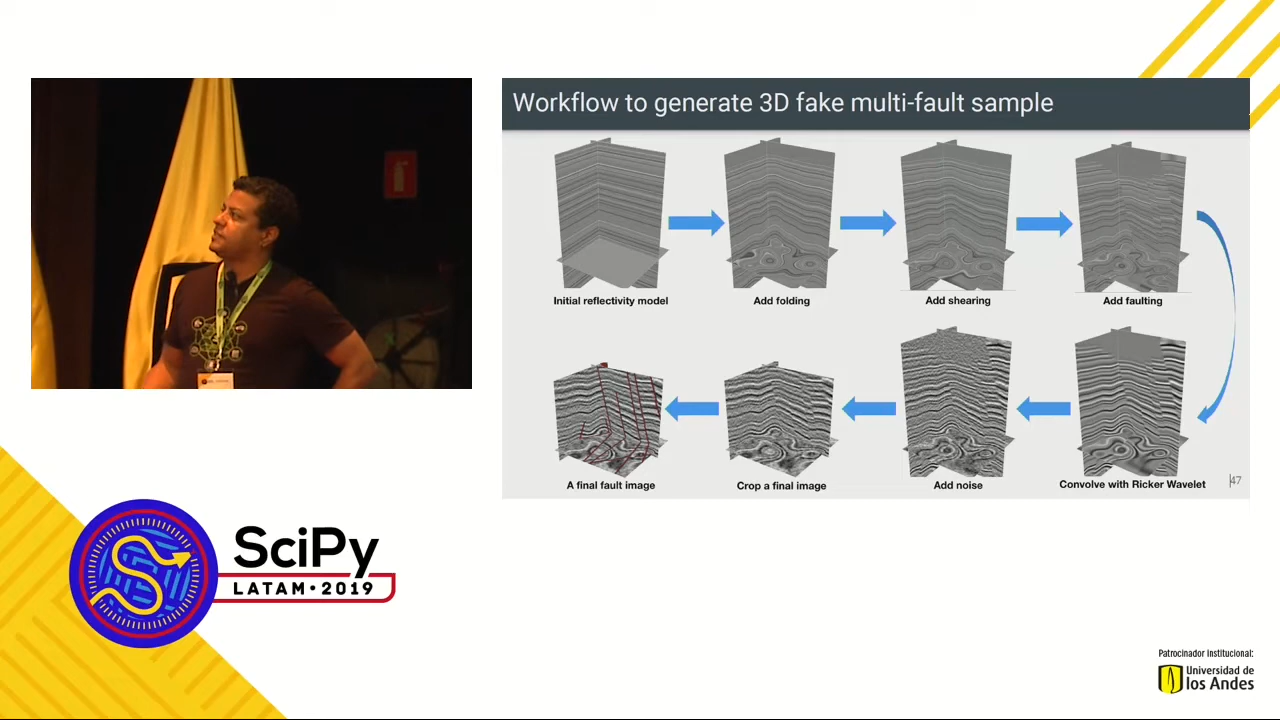 Workflow to generate 3D fake multi-fault sample
Initial reflectivity model
Add folding
Add shearing
Add faulting
A final fault image
Crop a final image
Add noise
Convolve with Ricker Wavelet
47
SciPy
LATAM•2019
Patrocinador institucional:
Universidad de
los Andes